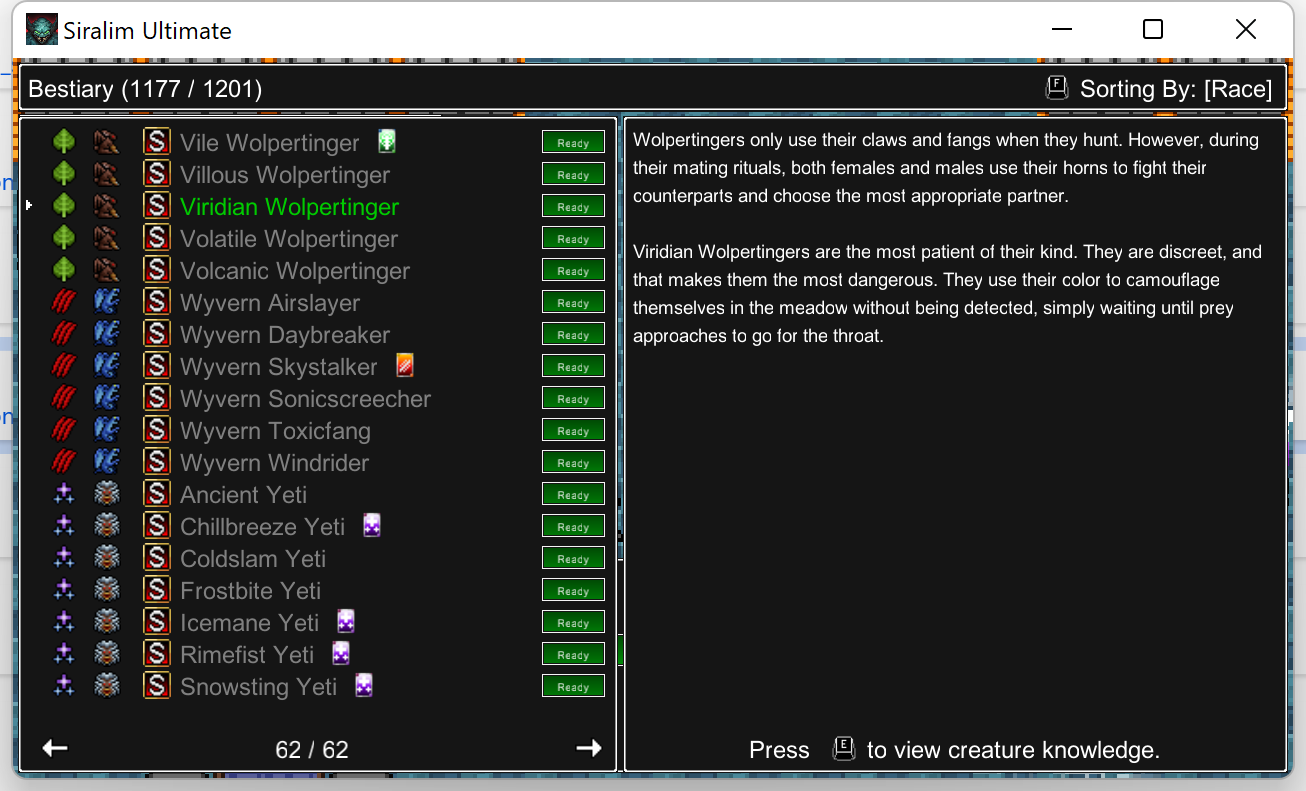 Siralim Ultimate
Bestiary (1177 / 1201)
F Sorting By: [Race]
S Vile Wolpertinger Ready
S Villous Wolpertinger Ready
S Viridian Wolpertinger Ready
S Volatile Wolpertinger Ready
S Volcanic Wolpertinger Ready
S Wyvern Airslayer Ready
S Wyvern Daybreaker Ready
S Wyvern Skystalker Ready
S Wyvern Sonicscreecher Ready
S Wyvern Toxicfang Ready
S Wyvern Windrider Ready
S Ancient Yeti Ready
S Chillbreeze Yeti Ready
S Coldslam Yeti Ready
S Frostbite Yeti Ready
S Icemane Yeti Ready
S Rimefist Yeti Ready
S Snowsting Yeti Ready
62 / 62
Wolpertingers only use their claws and fangs when they hunt. However, during
their mating rituals, both females and males use their horns to fight their
counterparts and choose the most appropriate partner.
Viridian Wolpertingers are the most patient of their kind. They are discreet, and
that makes them the most dangerous. They use their color to camouflage
themselves in the meadow without being detected, simply waiting until prey
approaches to go for the throat.
Press E to view creature knowledge.